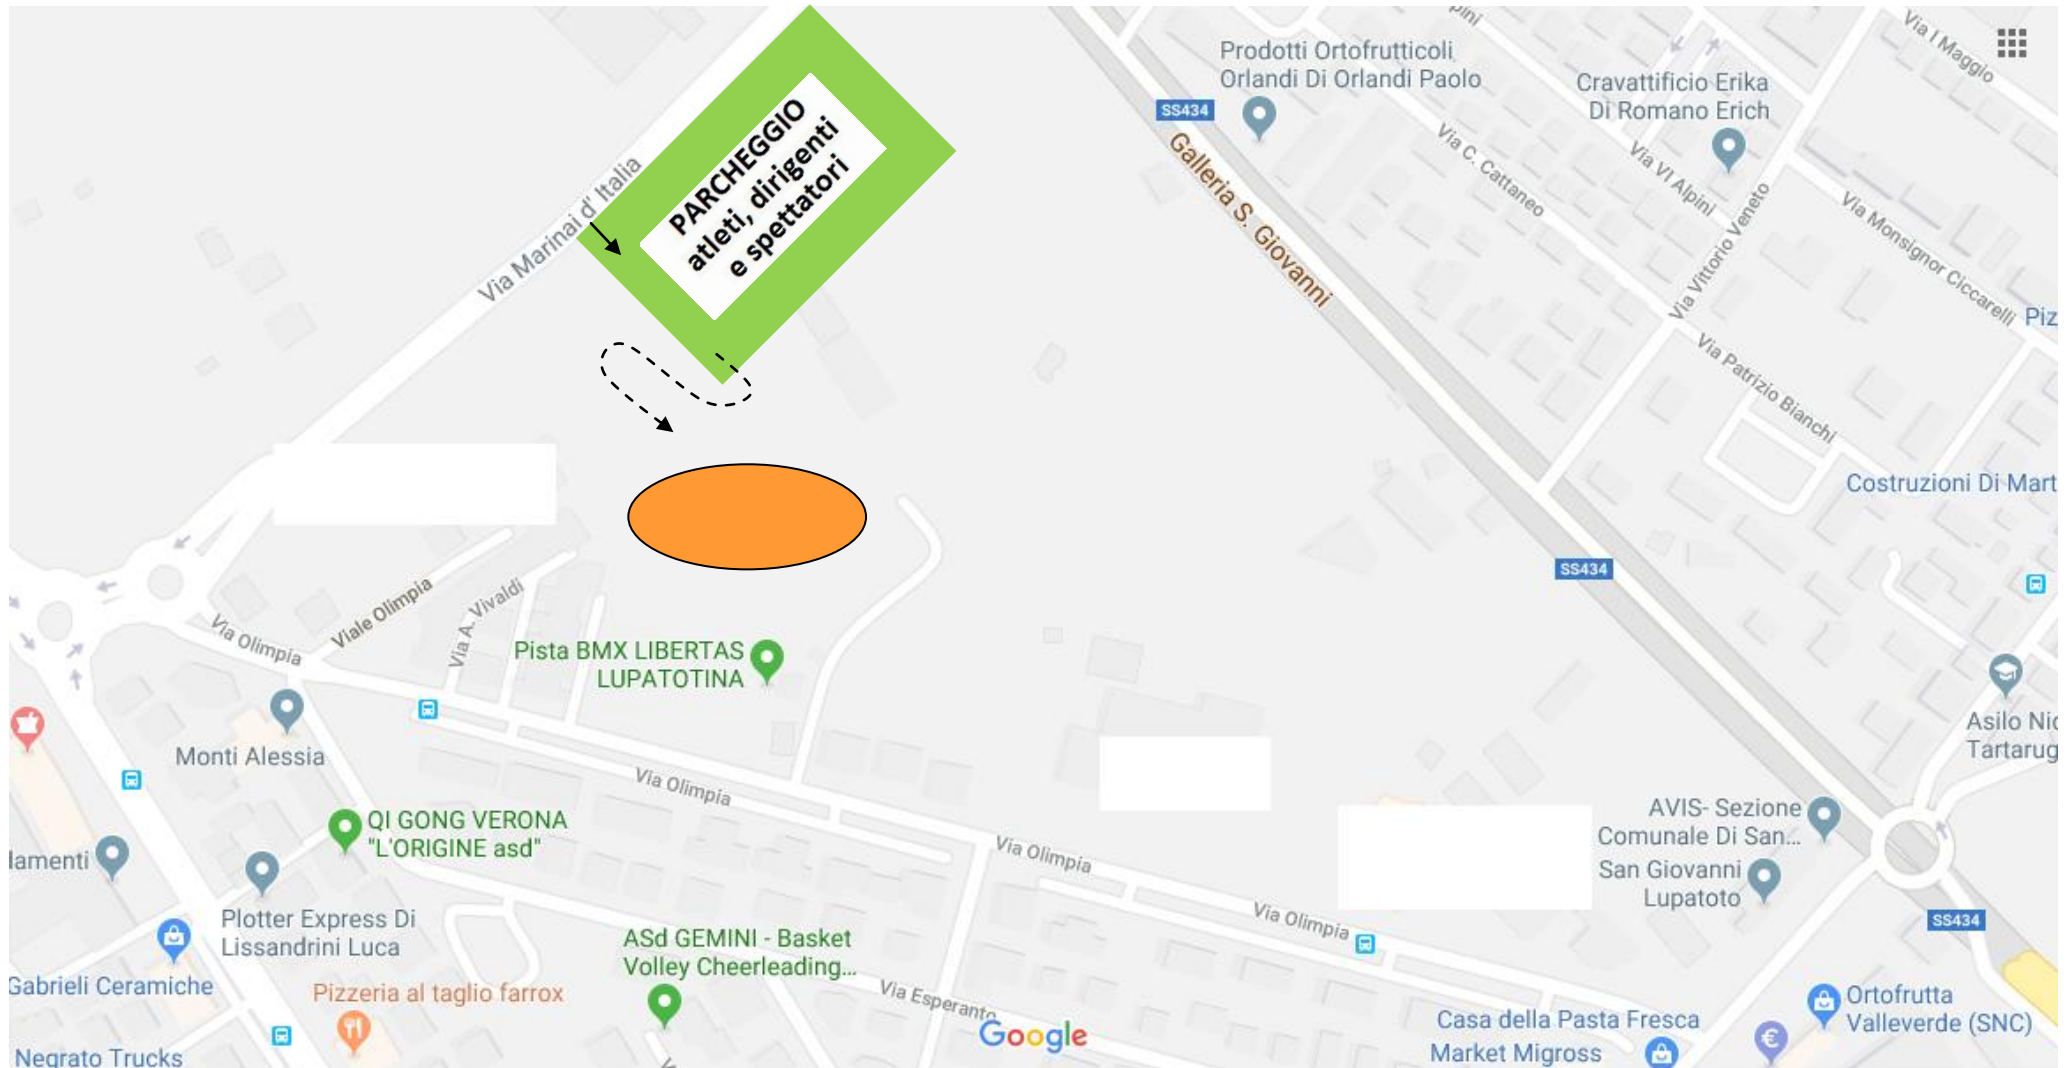 pini
Via I Maggio
Prodotti Ortofrutticoli
Orlandi Di Orlandi Paolo
Cravattificio Erika
Di Romano Erich
SS434
PARCHEGGIO
atleti, dirigenti
e spettatori
Via Marinai d' Italia
Galleria S. Giovanni
Via C. Cattaneo
Via VI Alpini
Via Vittorio Veneto
Via Monsignor Ciccarelli
Piz
Via Patrizio Bianchi
Costruzioni Di Mart
SS434
Viale Olimpia
Via A. Vivaldi
Via Olimpia
Pista BMX LIBERTAS
LUPATOTINA
Monti Alessia
Asilo Nic
Tartarug
Via Olimpia
QI GONG VERONA
"L'ORIGINE asd"
AVIS- Sezione
Comunale Di San...
San Giovanni
Lupatoto
Via Olimpia
lamenti
Plotter Express Di
Lissandrini Luca
Via Olimpia
SS434
ASd GEMINI - Basket
Volley Cheerleading...
Gabrieli Ceramiche
Pizzeria al taglio farrox
Via Esperanto
Google
Casa della Pasta Fresca
Market Migross
Ortofrutta
Valleverde (SNC)
Negrato Trucks